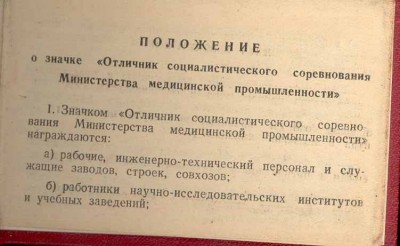 ПОЛОЖЕНИЕ
о значке «Отличник социалистического соревнования
Министерства медицинской промышленности»
1. Значком «Отличник социалистического соревно-
вания Министерства медицинской промышленности»
награждаются:
а) рабочие, инженерно-технический персонал и слу-
жащие заводов, строек, совхозов;
б) работники научно-исследовательских институтов
и учебных заведений;